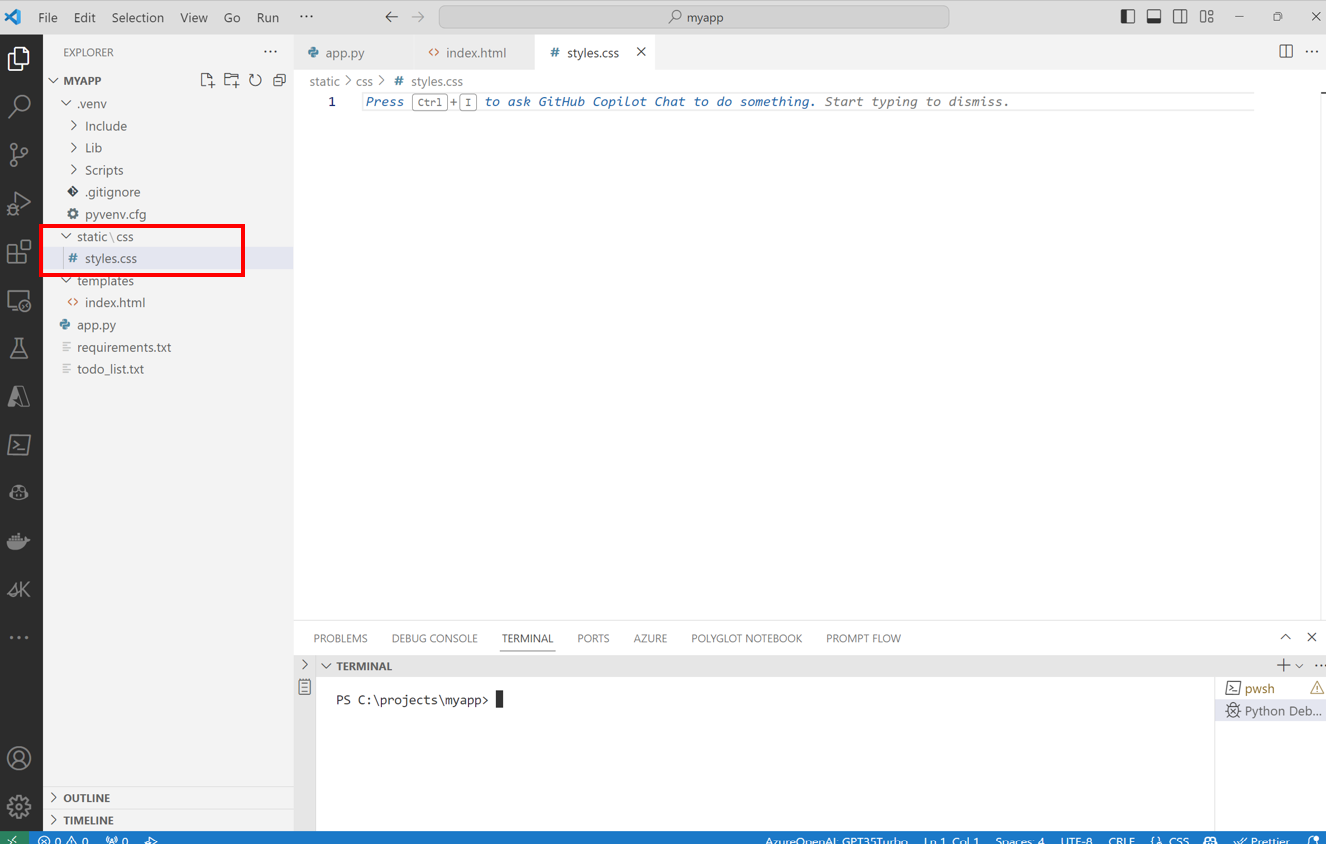 File Edit Selection View Go Run ··· myapp
EXPLORER ···
MYAPP
.venv
Include
Lib
Scripts
.gitignore
pyvenv.cfg
static\css
styles.css
templates
index.html
app.py
requirements.txt
todo_list.txt
OUTLINE
TIMELINE
app.py index.html styles.css
static > css > # styles.css
1 Press Ctrl+I to ask GitHub Copilot Chat to do something. Start typing to dismiss.
PROBLEMS DEBUG CONSOLE TERMINAL PORTS AZURE POLYGLOT NOTEBOOK PROMPT FLOW
TERMINAL
PS C:\projects\myapp>
pwsh
Python Deb...
0 0 0 AzureOpenAI: GPT35Turbo Ln 1, Col 1 Spaces: 4 UTF-8 CRLF {} CSS Prettier